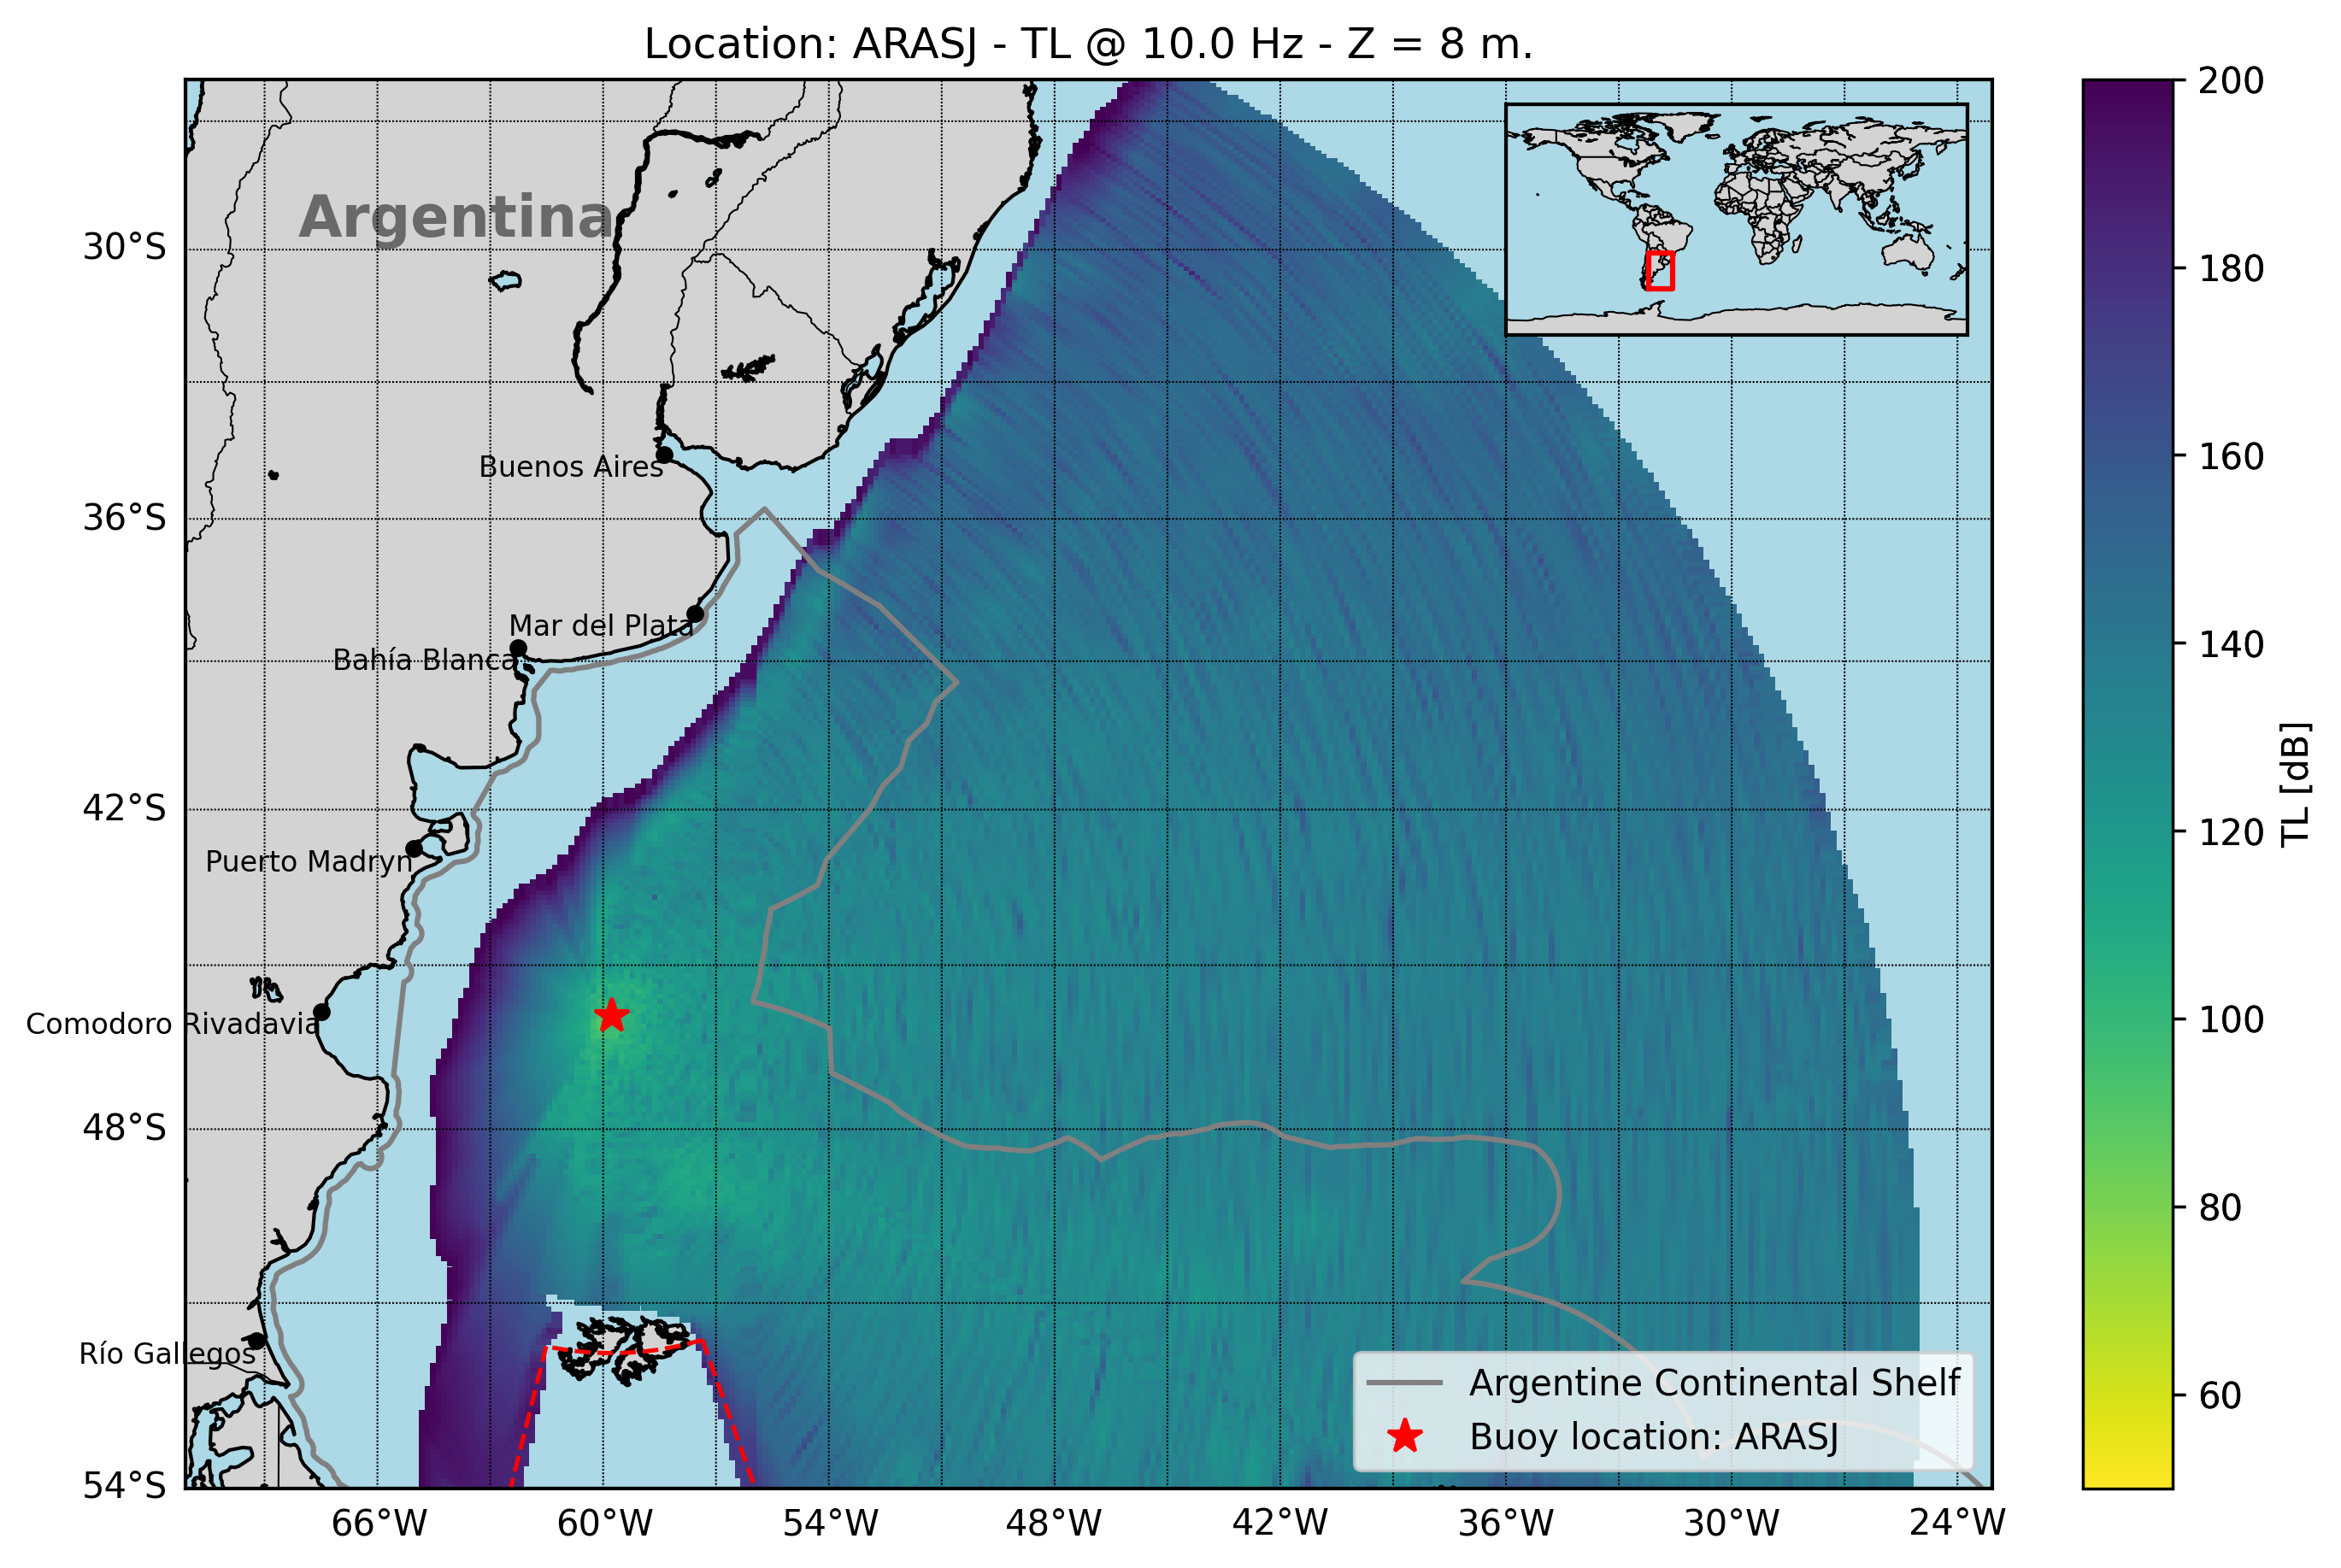 Location: ARASJ - TL @ 10.0 Hz - Z = 8 m.
Argentina
Buenos Aires
Mar del Plata
Bahía Blanca
Puerto Madryn
Comodoro Rivadavia
Río Gallegos
30°S
36°S
42°S
48°S
54°S
66°W
60°W
54°W
48°W
42°W
36°W
30°W
24°W
Argentine Continental Shelf
Buoy location: ARASJ
200
180
160
140
120
100
80
60
TL [dB]